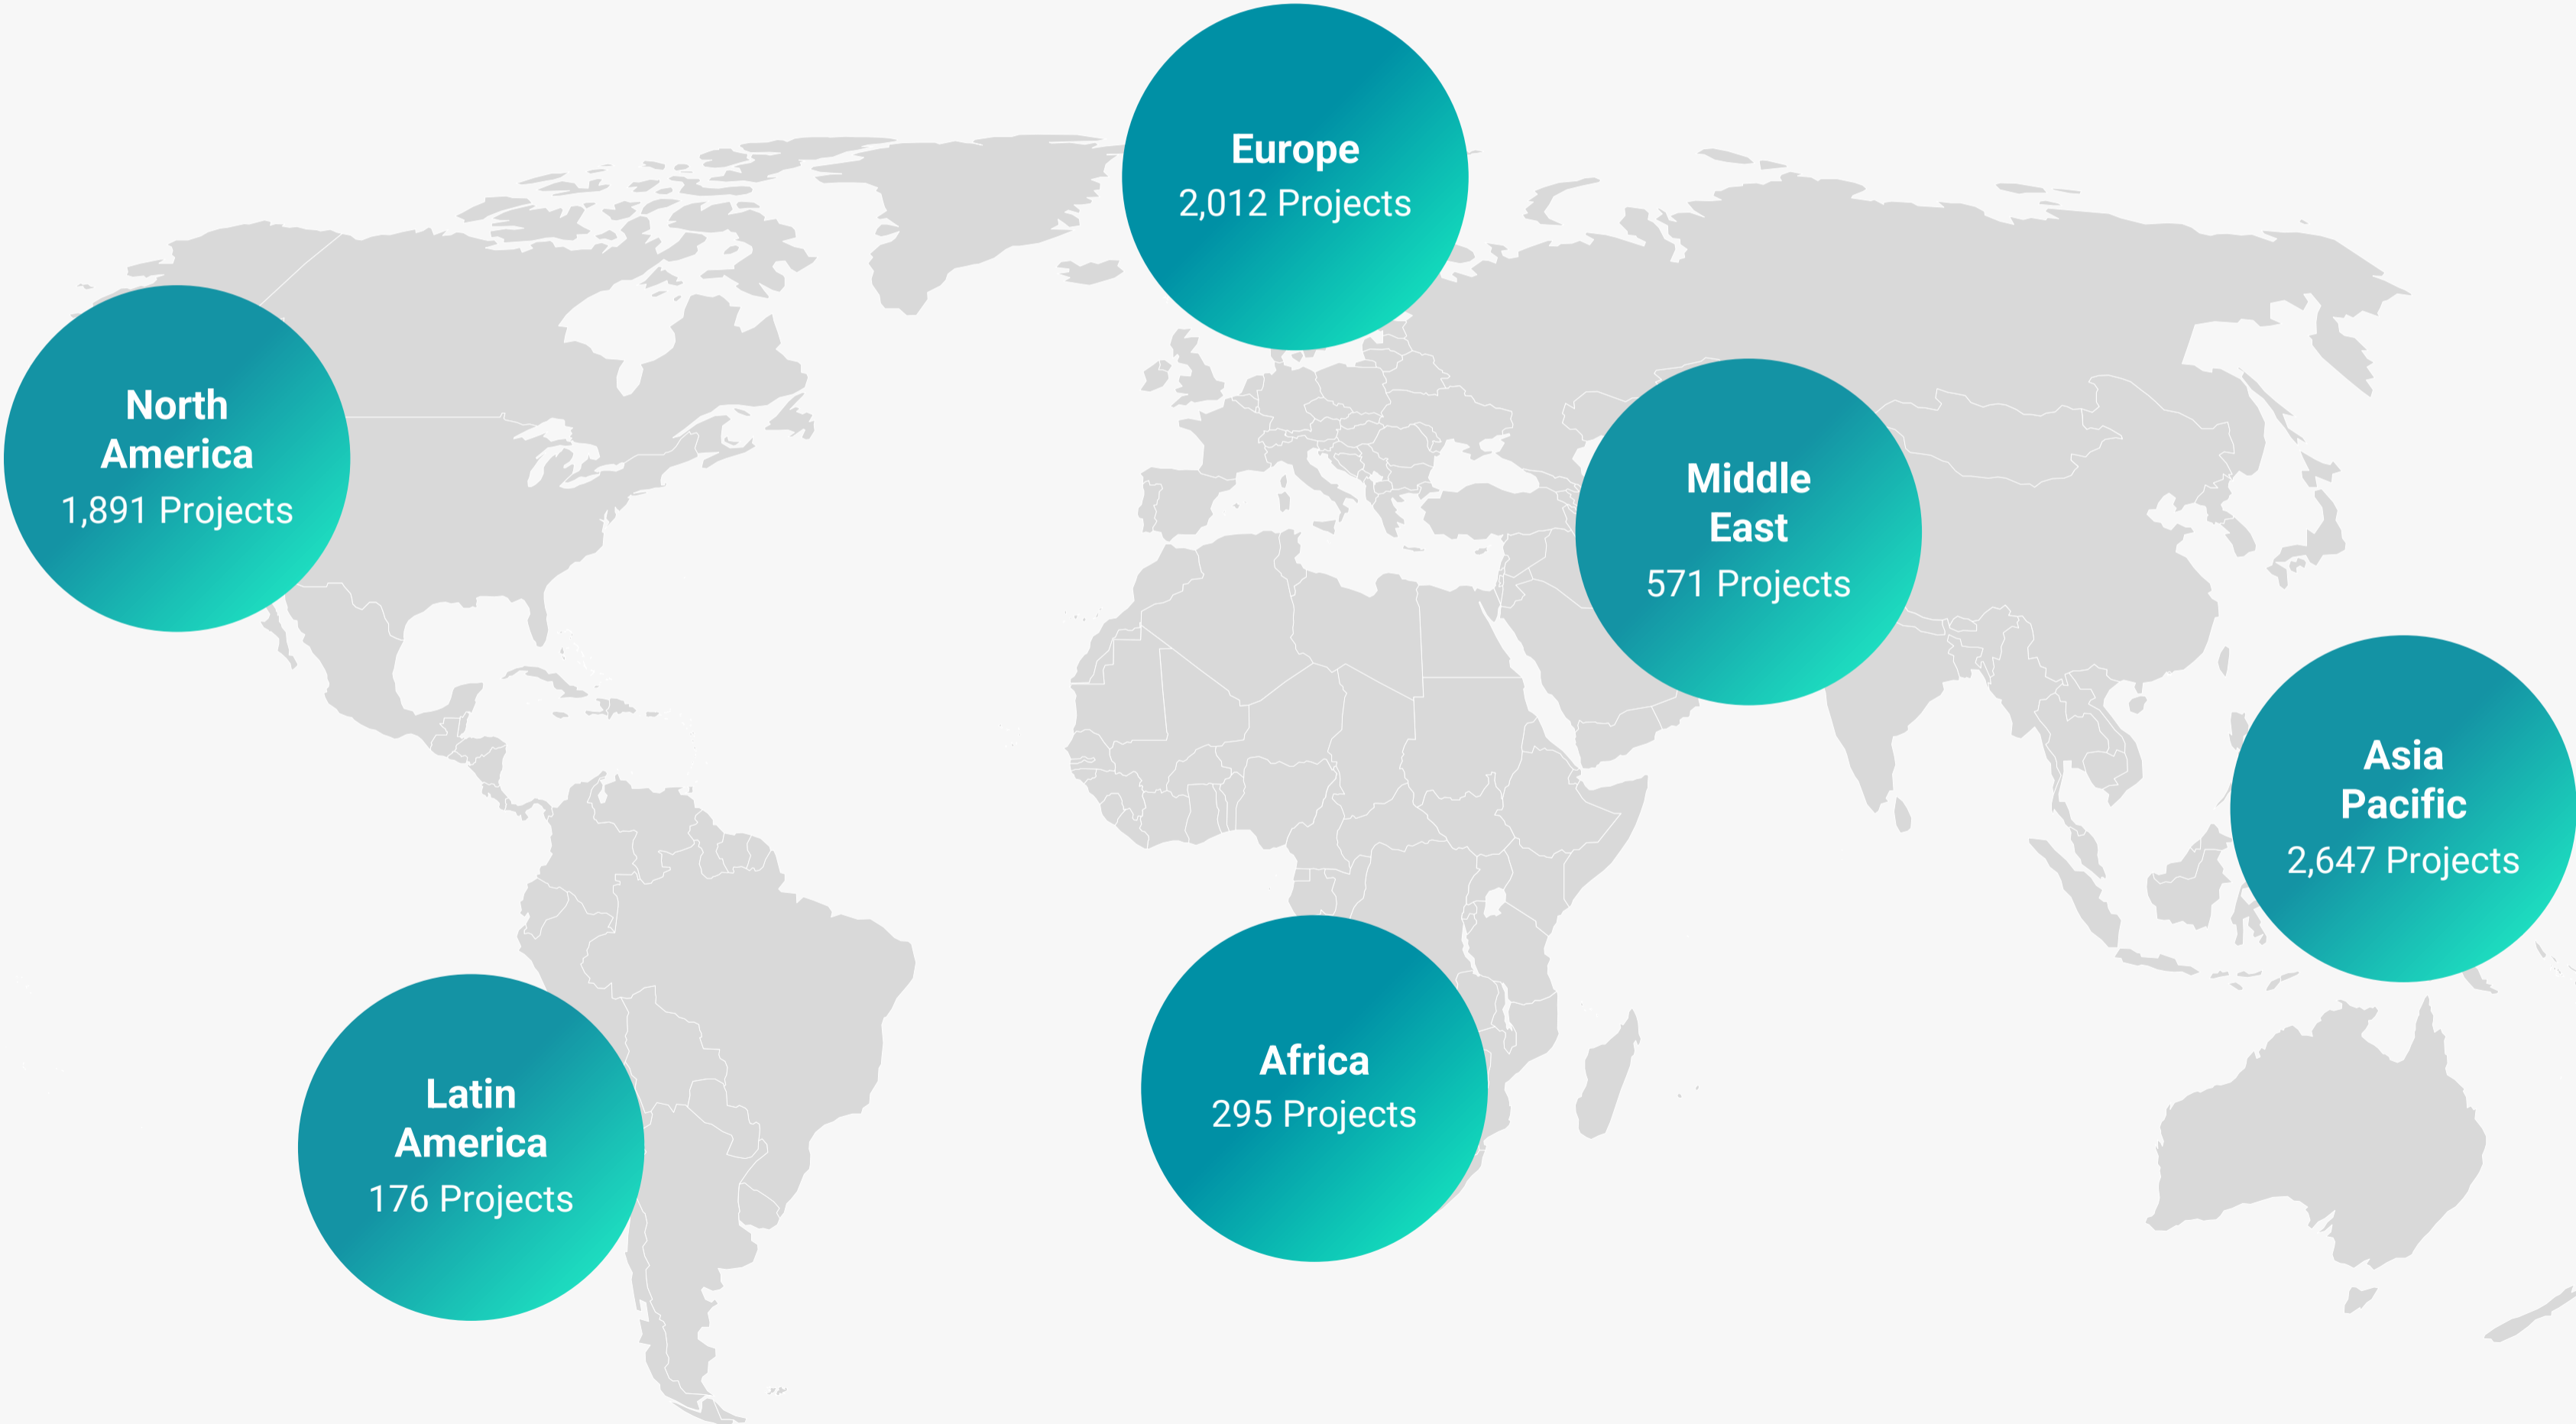 Europe
2,012 Projects
North
America
1,891 Projects
Middle
East
571 Projects
Asia
Pacific
2,647 Projects
Africa
295 Projects
Latin
America
176 Projects